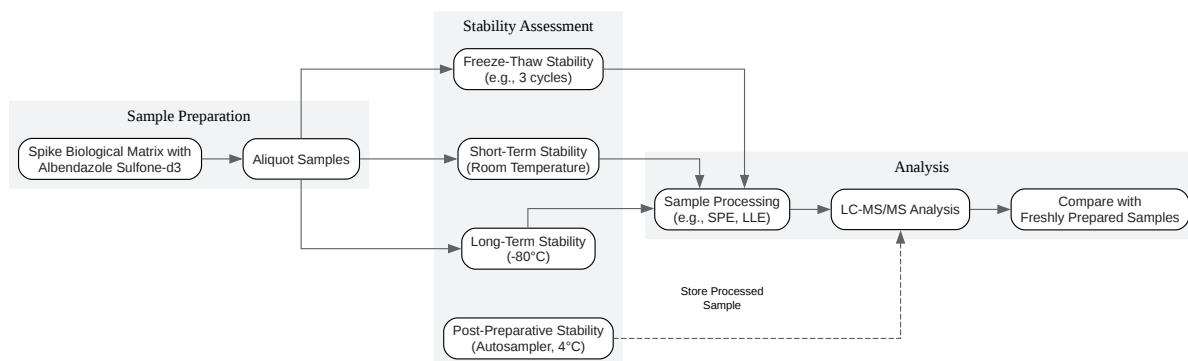 Stability Assessment
Freeze-Thaw Stability
(e.g., 3 cycles)
Sample Preparation
Spike Biological Matrix with
Albendazole Sulfone-d3
Aliquot Samples
Short-Term Stability
(Room Temperature)
Analysis
Sample Processing
(e.g., SPE, LLE)
LC-MS/MS Analysis
Compare with
Freshly Prepared Samples
Long-Term Stability
(-80°C)
Store Processed
Sample
Post-Preparative Stability
(Autosampler, 4°C)